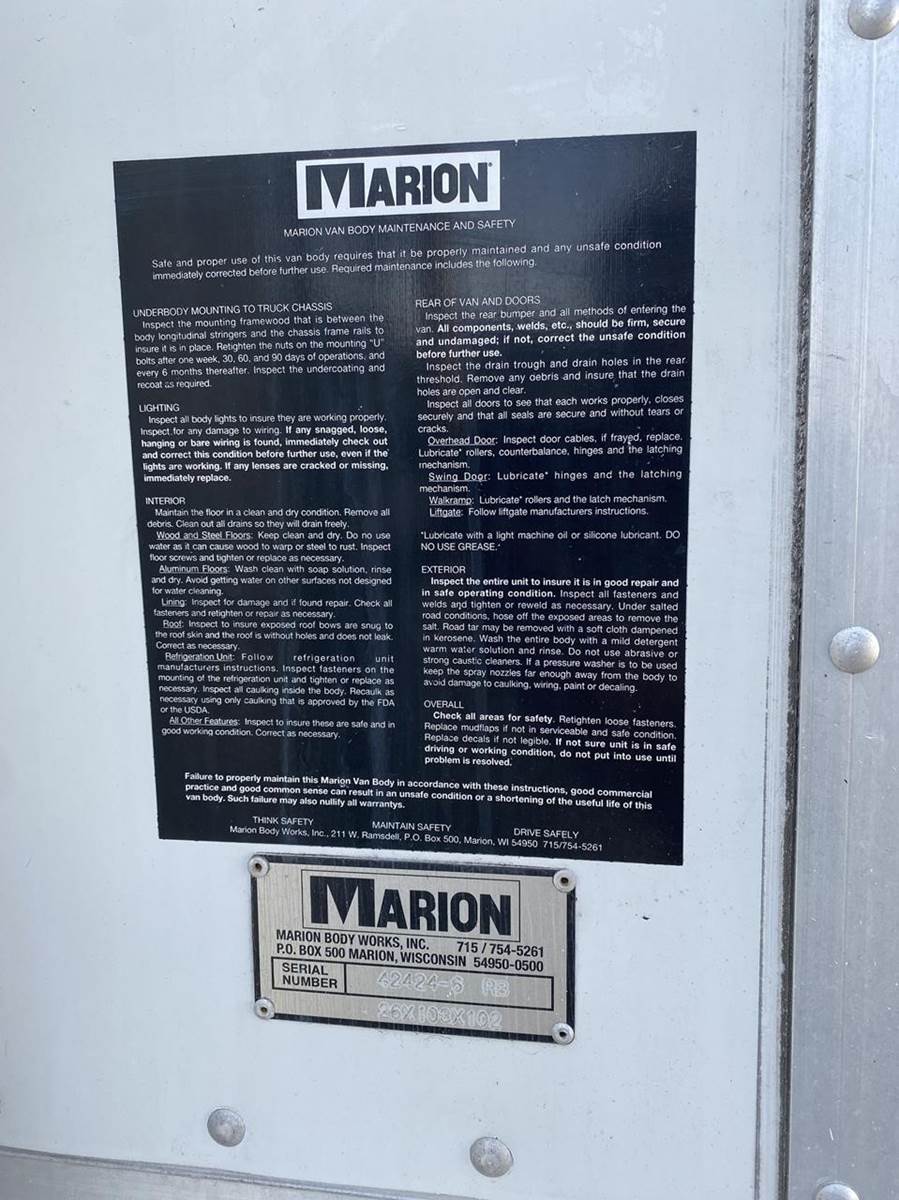 MARION
MARION VAN BODY MAINTENANCE AND SAFETY
Safe and proper use of this van body requires that it be properly maintained and any unsafe condition
immediately corrected before further use. Required maintenance includes the following.
UNDERBODY MOUNTING TO TRUCK CHASSIS
Inspect the mounting framewood that is between the
body longitudinal stringers and the chassis frame rails to
insure it is in place. Retighten the nuts on the mounting "U"
bolts after one week, 30, 60, and 90 days of operations, and
every 6 months thereafter. Inspect the undercoating and
recoat as required.
LIGHTING
Inspect all body lights to insure they are working properly.
Inspect for any damage to wiring. If any snagged, loose,
hanging or bare wiring is found, immediately check out
and correct this condition before further use, even if the
lights are working. If any lenses are cracked or missing,
immediately replace.
INTERIOR
Maintain the floor in a clean and dry condition. Remove all
debris. Clean out all drains so they will drain freely.
Wood and Steel Floors: Keep clean and dry. Do no use
water as it can cause wood to warp or steel to rust. Inspect
floor screws and tighten or replace as necessary.
Aluminum Floors: Wash clean with soap solution, rinse
and dry. Avoid getting water on other surfaces not designed
for water cleaning.
Lining: Inspect for damage and if found repair. Check all
fasteners and retighten or repair as necessary.
Roof: Inspect to insure exposed roof bows are snug to
the roof skin and the roof is without holes and does not leak.
Correct as necessary.
Refrigeration Unit: Follow refrigeration unit
manufacturers instructions. Inspect fasteners on the
mounting of the refrigeration unit and tighten or replace as
necessary. Inspect all caulking inside the body. Recaulk as
necessary using only caulking that is approved by the FDA
or the USDA.
All Other Features: Inspect to insure these are safe and in
good working condition. Correct as necessary.
REAR OF VAN AND DOORS
Inspect the rear bumper and all methods of entering the
van. All components, welds, etc., should be firm, secure
and undamaged; if not, correct the unsafe condition
before further use.
Inspect the drain trough and drain holes in the rear
threshold. Remove any debris and insure that the drain
holes are open and clear.
Inspect all doors to see that each works properly, closes
securely and that all seals are secure and without tears or
cracks.
Overhead Door: Inspect door cables, if frayed, replace.
Lubricate* rollers, counterbalance, hinges and the latching
mechanism.
Swing Door: Lubricate* hinges and the latching
mechanism.
Walkramp: Lubricate* rollers and the latch mechanism.
Liftgate: Follow liftgate manufacturers instructions.
*Lubricate with a light machine oil or silicone lubricant. DO
NO USE GREASE.
EXTERIOR
Inspect the entire unit to insure it is in good repair and
in safe operating condition. Inspect all fasteners and
welds and tighten or reweld as necessary. Under salted
road conditions, hose off the exposed areas to remove the
salt. Road tar may be removed with a soft cloth dampened
in kerosene. Wash the entire body with a mild detergent
warm water solution and rinse. Do not use abrasive or
strong caustic cleaners. If a pressure washer is to be used
keep the spray nozzles far enough away from the body to
avoid damage to caulking, wiring, paint or decaling.
OVERALL
Check all areas for safety. Retighten loose fasteners.
Replace mudflaps if not in serviceable and safe condition.
Replace decals if not legible. If not sure unit is in safe
driving or working condition, do not put into use until
problem is resolved.
Failure to properly maintain this Marion Van Body in accordance with these instructions, good commercial
practice and good common sense can result in an unsafe condition or a shortening of the useful life of this
van body. Such failure may also nullify all warrantys.
THINK SAFETY MAINTAIN SAFETY DRIVE SAFELY
Marion Body Works, Inc., 211 W. Ramsdell, P.O. Box 500, Marion, WI 54950 715/754-5261
MARION
MARION BODY WORKS, INC. 715 / 754-5261
P.O. BOX 500 MARION, WISCONSIN 54950-0500
SERIAL
NUMBER
RB